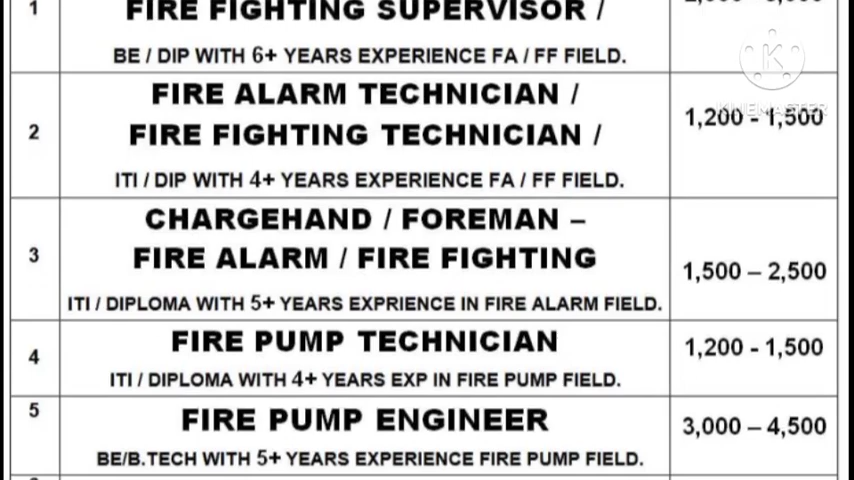 1
FIRE FIGHTING SUPERVISOR /
BE / DIP WITH 6+ YEARS EXPERIENCE FA / FF FIELD.
K
KINEMASTER
2
FIRE ALARM TECHNICIAN /
FIRE FIGHTING TECHNICIAN /
ITI / DIP WITH 4+ YEARS EXPERIENCE FA / FF FIELD.
1,200 - 1,500
3
CHARGEHAND / FOREMAN –
FIRE ALARM / FIRE FIGHTING
ITI / DIPLOMA WITH 5+ YEARS EXPRIENCE IN FIRE ALARM FIELD.
1,500 – 2,500
4
FIRE PUMP TECHNICIAN
ITI / DIPLOMA WITH 4+ YEARS EXP IN FIRE PUMP FIELD.
1,200 - 1,500
5
FIRE PUMP ENGINEER
BE/B.TECH WITH 5+ YEARS EXPERIENCE FIRE PUMP FIELD.
3,000 – 4,500